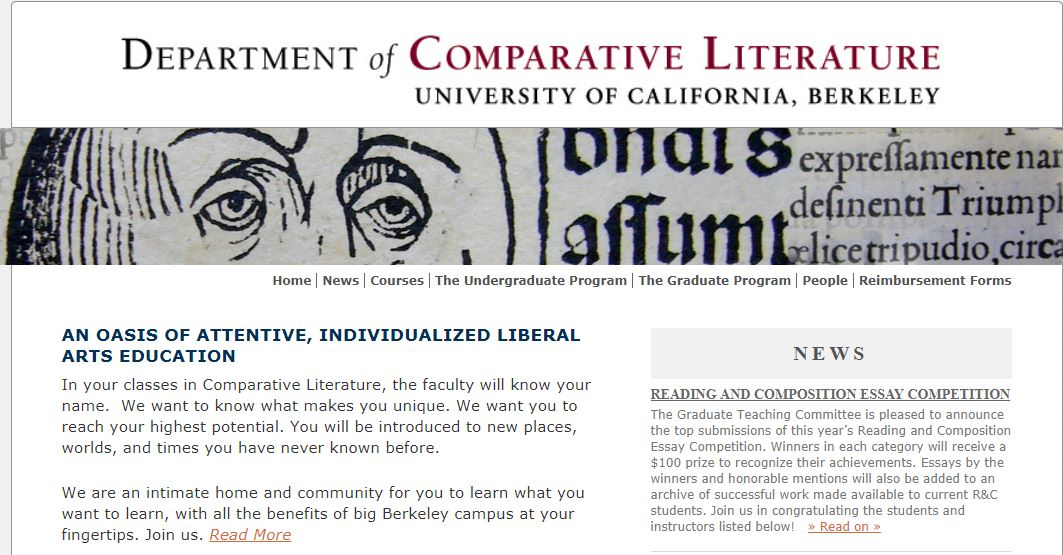 DEPARTMENT of COMPARATIVE LITERATURE
UNIVERSITY OF CALIFORNIA, BERKELEY
expreſſamente
aſſumt
definenti Triumpl
ælice tripudio, circa
Home | News | Courses | The Undergraduate Program | The Graduate Program | People | Reimbursement Forms
AN OASIS OF ATTENTIVE, INDIVIDUALIZED LIBERAL
ARTS EDUCATION
In your classes in Comparative Literature, the faculty will know your
name.  We want to know what makes you unique. We want you to
reach your highest potential. You will be introduced to new places,
worlds, and times you have never known before.
We are an intimate home and community for you to learn what you
want to learn, with all the benefits of big Berkeley campus at your
fingertips. Join us. Read More
NEWS
READING AND COMPOSITION ESSAY COMPETITION
The Graduate Teaching Committee is pleased to announce
the top submissions of this year’s Reading and Composition
Essay Competition. Winners in each category will receive a
$100 prize to recognize their achievements. Essays by the
winners and honorable mentions will also be added to an
archive of successful work made available to current R&C
students. Join us in congratulating the students and
instructors listed below!   » Read on »